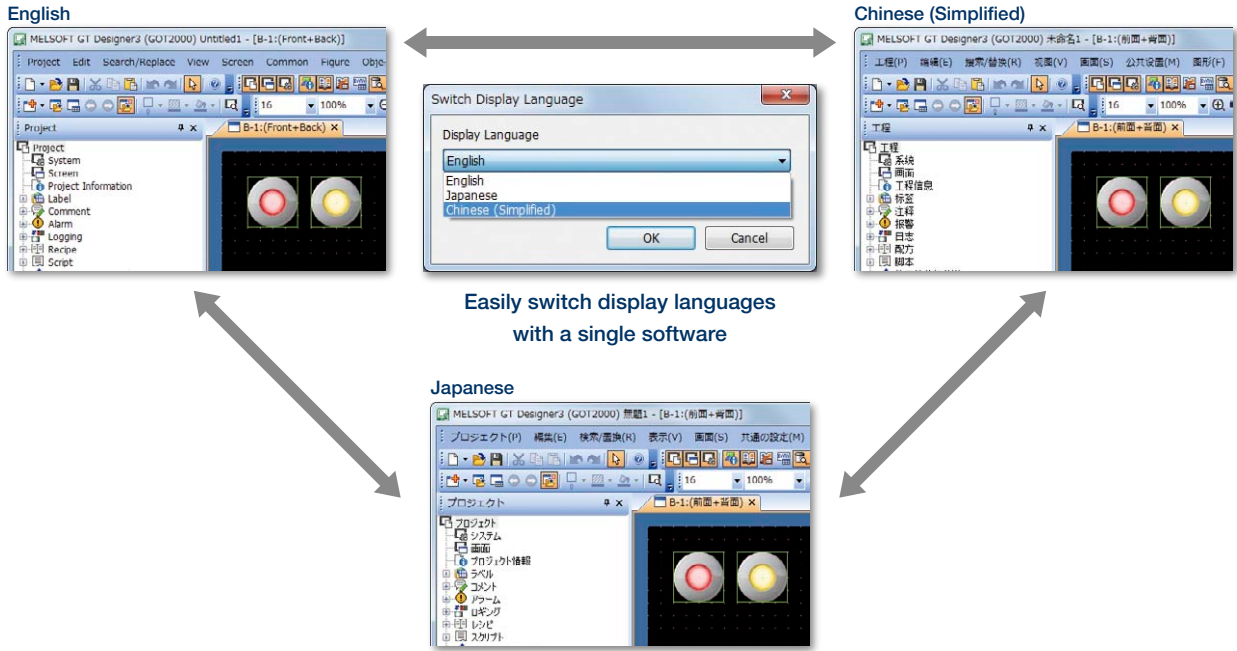 English
MELSOFT GT Designer3 (GOT2000) Untitled1 - [B-1:(Front+Back)]
Project Edit Search/Replace View Screen Common Figure Obje
16 100%
Project
B-1:(Front+Back)
Project
System
Screen
Project Information
Label
Comment
Alarm
Logging
Recipe
Script
Switch Display Language
Display Language
English
English
Japanese
Chinese (Simplified)
OK Cancel
Easily switch display languages
with a single software
Chinese (Simplified)
MELSOFT GT Designer3 (GOT2000) 未命名1 - [B-1:(前面+背面)]
工程(P) 编辑(E) 搜索/替换(R) 视图(V) 画面(S) 公共设置(M) 图形(F)
16 100%
工程
B-1:(前面+背面)
工程
系统
画面
工程信息
标签
注释
报警
日志
配方
脚本
Japanese
MELSOFT GT Designer3 (GOT2000) 無題1 - [B-1:(前面+背面)]
プロジェクト(P) 編集(E) 検索/置換(R) 表示(V) 画面(S) 共通の設定(M)
16 100%
プロジェクト
B-1:(前面+背面)
プロジェクト
システム
画面
プロジェクト情報
ラベル
コメント
アラーム
ロギング
レシピ
スクリプト